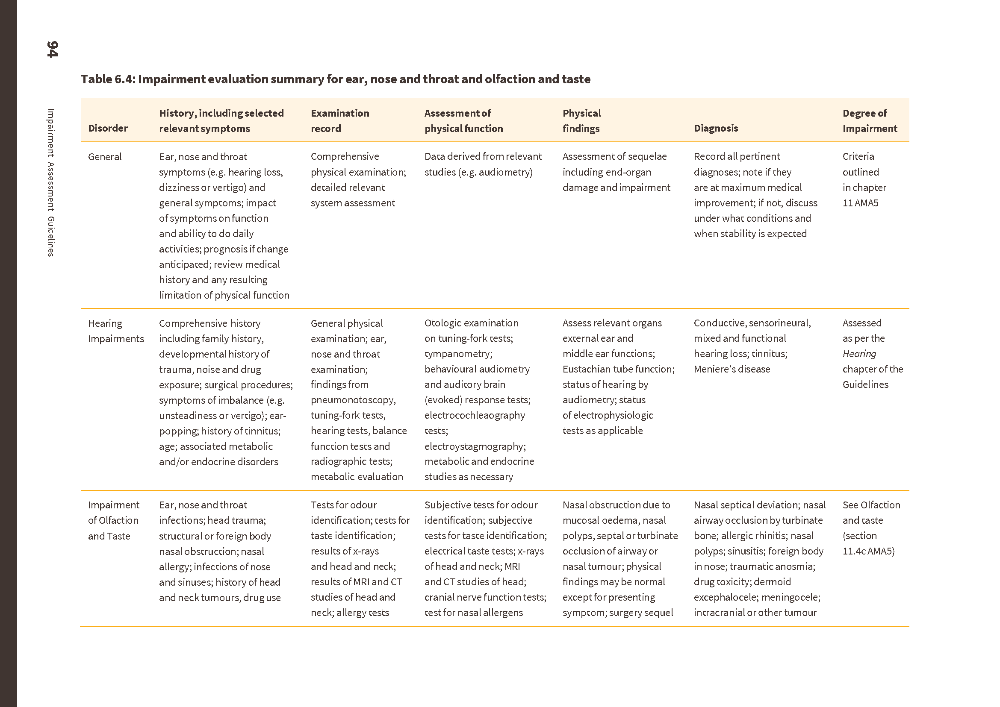 94
Impairment Assessment Guidelines
Table 6.4: Impairment evaluation summary for ear, nose and throat and olfaction and taste
Disorder
History, including selected
relevant symptoms
Examination
record
Assessment of
physical function
Physical
findings
Diagnosis
Degree of
Impairment
General
Ear, nose and throat
symptoms (e.g. hearing loss,
dizziness or vertigo) and
general symptoms; impact
of symptoms on function
and ability to do daily
activities; prognosis if change
anticipated; review medical
history and any resulting
limitation of physical function
Comprehensive
physical examination;
detailed relevant
system assessment
Data derived from relevant
studies (e.g. audiometry)
Assessment of sequelae
including end-organ
damage and impairment
Record all pertinent
diagnoses; note if they
are at maximum medical
improvement; if not, discuss
under what conditions and
when stability is expected
Criteria
outlined
in chapter
11 AMA5
Hearing
Impairments
Comprehensive history
including family history,
developmental history of
trauma, noise and drug
exposure; surgical procedures;
symptoms of imbalance (e.g.
unsteadiness or vertigo); ear-
popping; history of tinnitus;
age; associated metabolic
and/or endocrine disorders
General physical
examination; ear,
nose and throat
examination;
findings from
pneumonotoscopy,
tuning-fork tests,
hearing tests, balance
function tests and
radiographic tests;
metabolic evaluation
Otologic examination
on tuning-fork tests;
tympanometry;
behavioural audiometry
and auditory brain
(evoked) response tests;
electrocochleaography
tests;
electroystagmography;
metabolic and endocrine
studies as necessary
Assess relevant organs
external ear and
middle ear functions;
Eustachian tube function;
status of hearing by
audiometry; status
of electrophysiologic
tests as applicable
Conductive, sensorineural,
mixed and functional
hearing loss; tinnitus;
Meniere’s disease
Assessed
as per the
Hearing
chapter of the
Guidelines
Impairment
of Olfaction
and Taste
Ear, nose and throat
infections; head trauma;
structural or foreign body
nasal obstruction; nasal
allergy; infections of nose
and sinuses; history of head
and neck tumours, drug use
Tests for odour
identification; tests for
taste identification;
results of x-rays
and head and neck;
results of MRI and CT
studies of head and
neck; allergy tests
Subjective tests for odour
identification; subjective
tests for taste identification;
electrical taste tests; x-rays
of head and neck; MRI
and CT studies of head;
cranial nerve function tests;
test for nasal allergens
Nasal obstruction due to
mucosal oedema, nasal
polyps, septal or turbinate
occlusion of airway or
nasal tumour; physical
findings may be normal
except for presenting
symptom; surgery sequel
Nasal septical deviation; nasal
airway occlusion by turbinate
bone; allergic rhinitis; nasal
polyps; sinusitis; foreign body
in nose; traumatic anosmia;
drug toxicity; dermoid
excephalocele; meningocele;
intracranial or other tumour
See Olfaction
and taste
(section
11.4c AMA5)